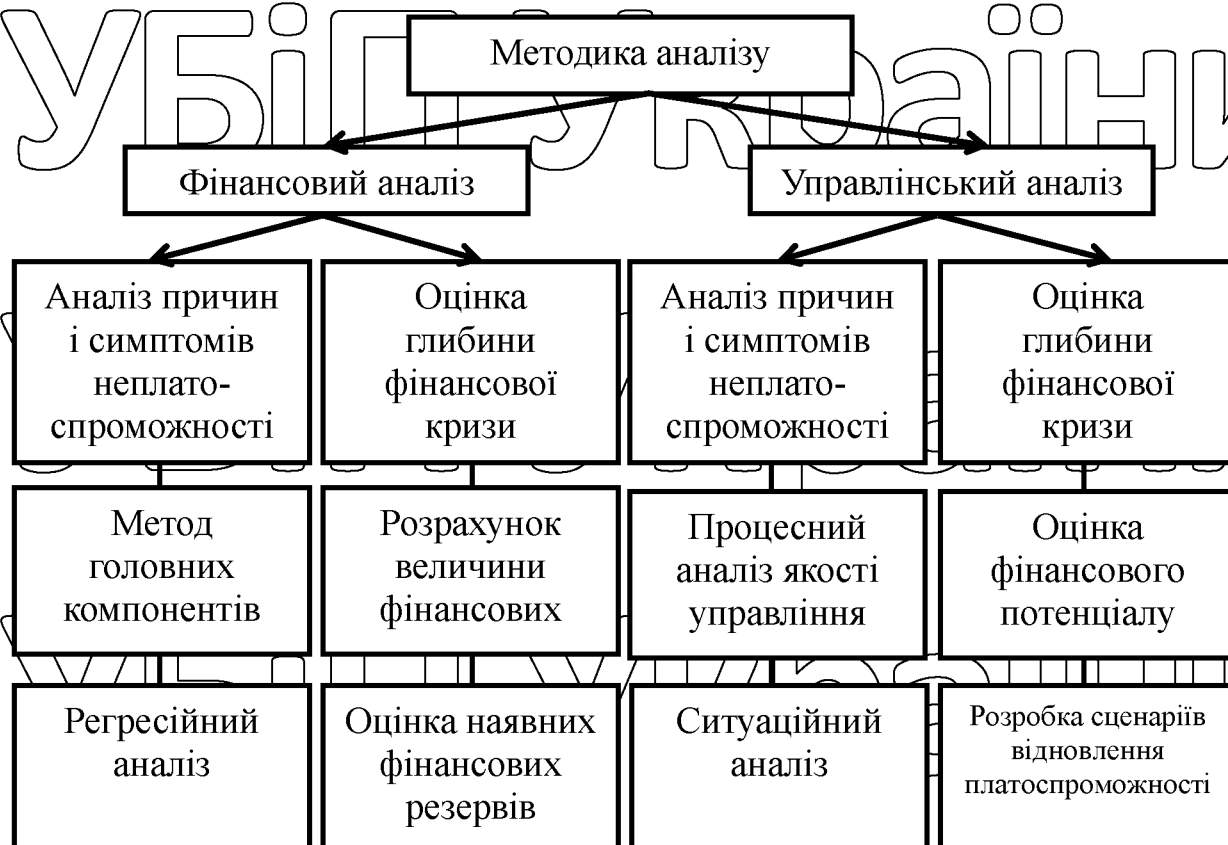 Методика аналізу
Фінансовий аналіз
Управлінський аналіз
Аналіз причин
і симптомів
неплато-
спроможності
Оцінка
глибини
фінансової
кризи
Аналіз причин
і симптомів
неплато-
спроможності
Оцінка
глибини
фінансової
кризи
Метод
головних
компонентів
Розрахунок
величини
фінансових
Процесний
аналіз якості
управління
Оцінка
фінансового
потенціалу
Регресійний
аналіз
Оцінка наявних
фінансових
резервів
Ситуаційний
аналіз
Розробка сценаріїв
відновлення
платоспроможності